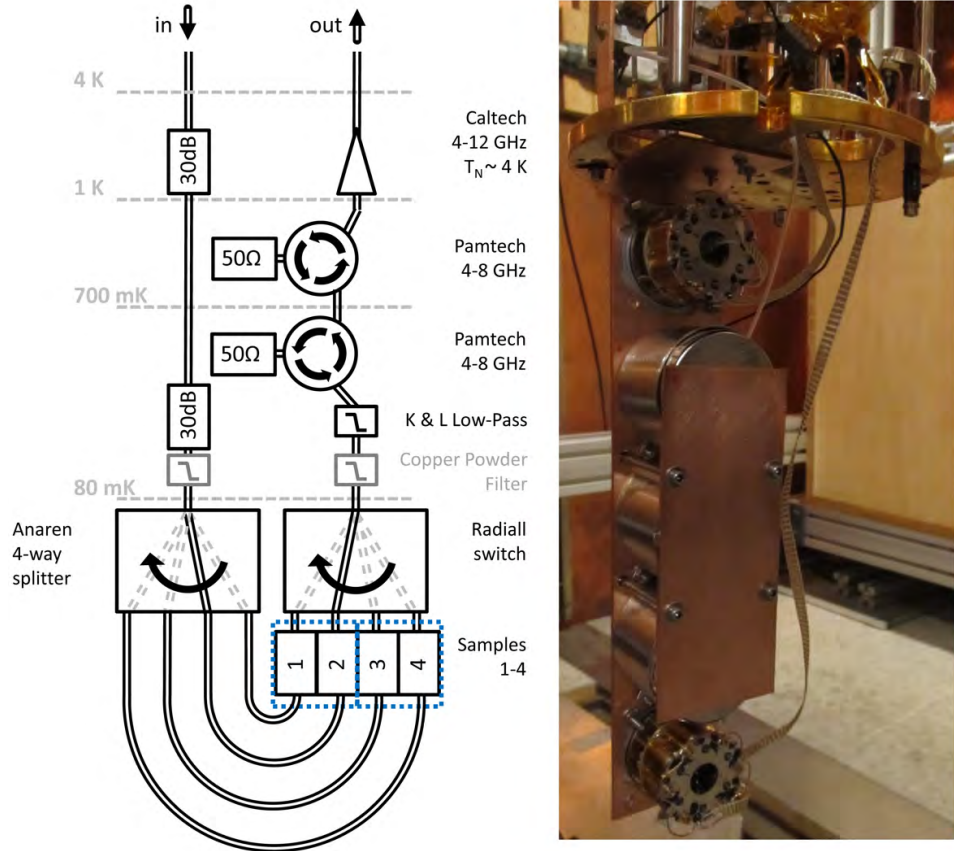 in
out
4 K
30dB
Caltech
4-12 GHz
T_N ~ 4 K
1 K
50Ω
Pamtech
4-8 GHz
700 mK
50Ω
Pamtech
4-8 GHz
30dB
K & L Low-Pass
Copper Powder
Filter
80 mK
Anaren
4-way
splitter
Radiall
switch
1
2
3
4
Samples
1-4